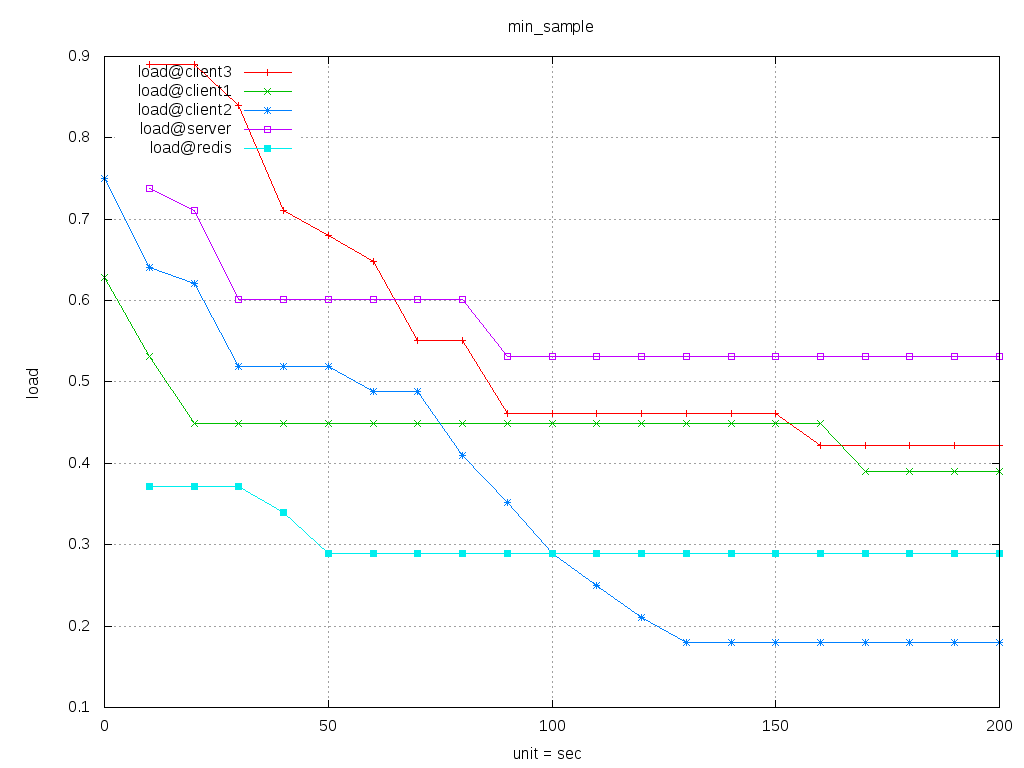 min_sample
0.9
load@client3
load@client1
load@client2
load@server
load@redis
0.8
0.7
0.6
0.5
load
0.4
0.3
0.2
0.1
0 50 100 150 200
unit = sec